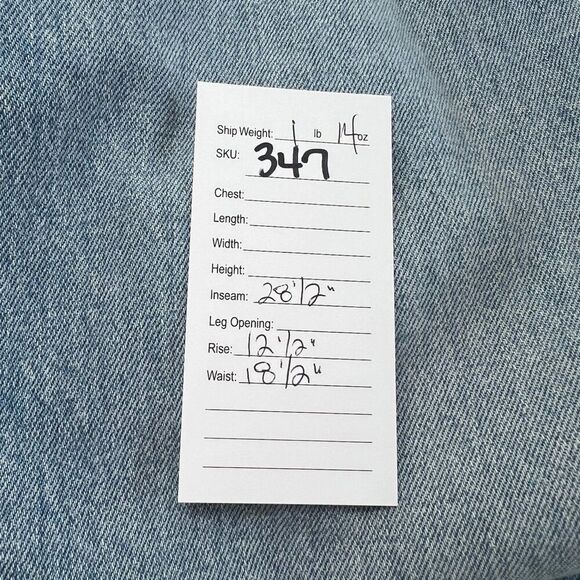 Ship Weight: 1 lb 14 oz
SKU: 347
Chest:
Length:
Width:
Height:
Inseam: 28 1/2"
Leg Opening:
Rise: 12 1/2"
Waist: 18 1/2"